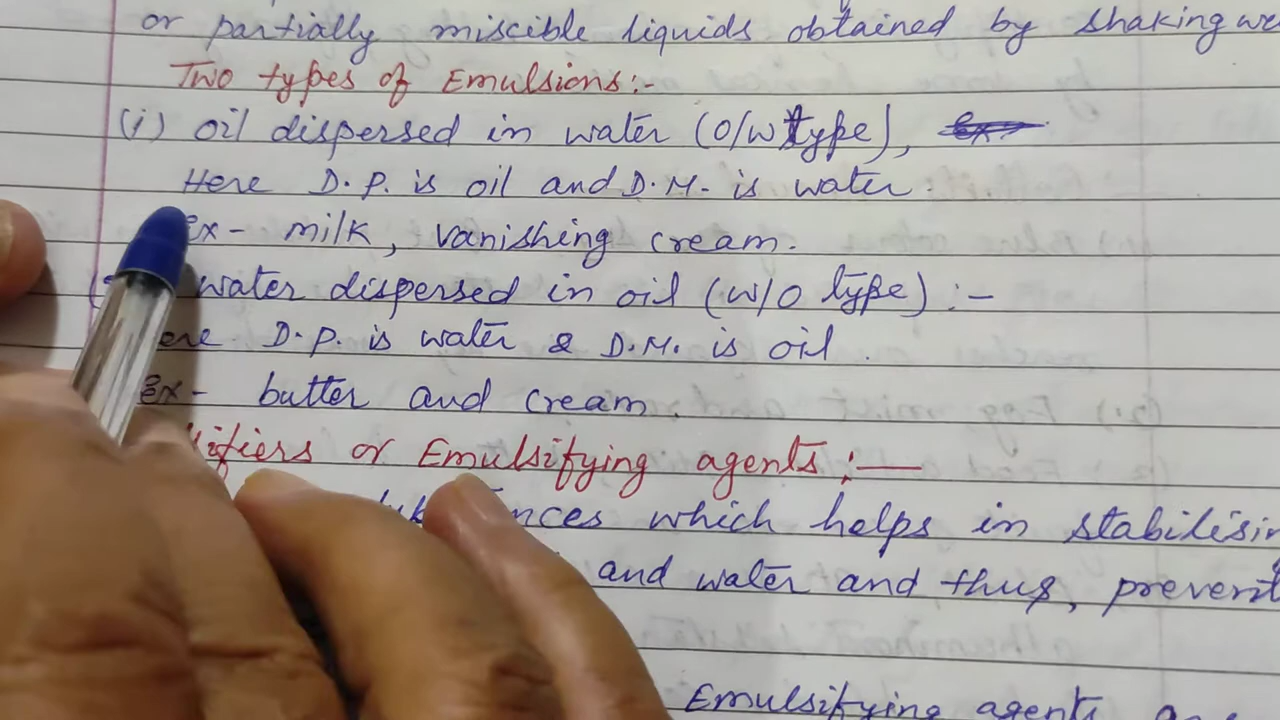 or partially miscible liquids obtained by shaking
Two types of Emulsions:-
(i) oil dispersed in water (O/W type),
Here D.P. is oil and D.M. is water.
Ex- milk, vanishing cream.
water dispersed in oil (W/O type) :-
D.P. is water & D.M. is oil.
Ex- butter and cream.
or Emulsifying agents :—
which helps in
and water and thus,
Emulsifying agents